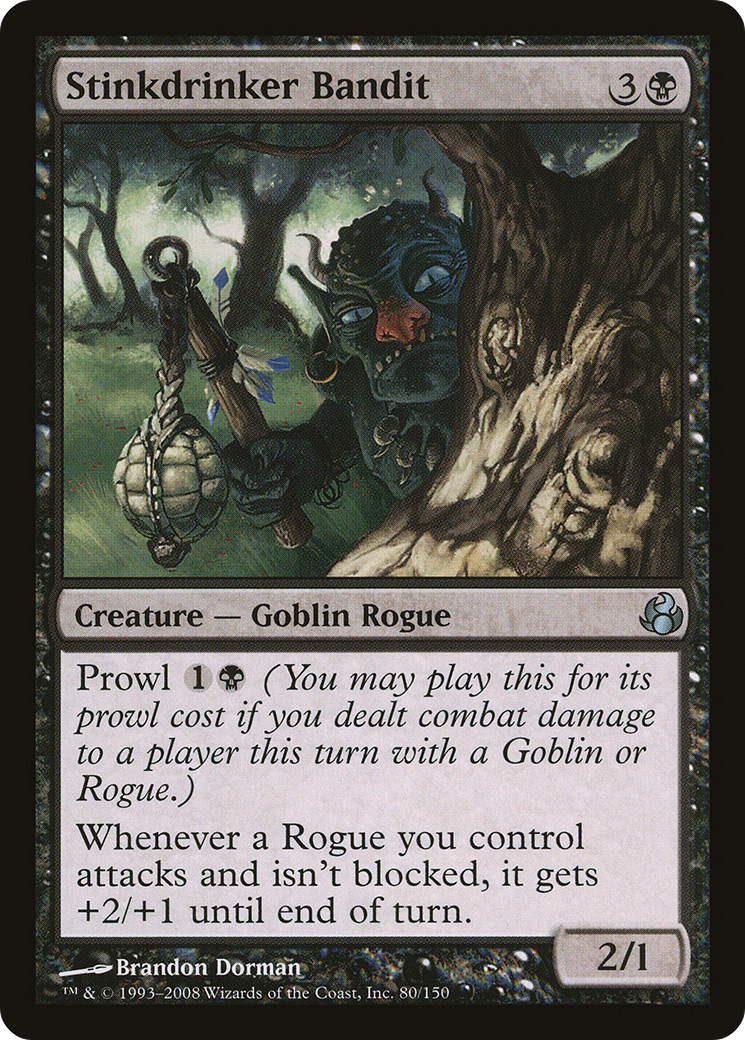 Stinkdrinker Bandit 3
Creature — Goblin Rogue
Prowl 1 (You may play this for its
prowl cost if you dealt combat damage
to a player this turn with a Goblin or
Rogue.)
Whenever a Rogue you control
attacks and isn't blocked, it gets
+2/+1 until end of turn.
2/1
Brandon Dorman
™ & © 1993–2008 Wizards of the Coast, Inc. 80/150